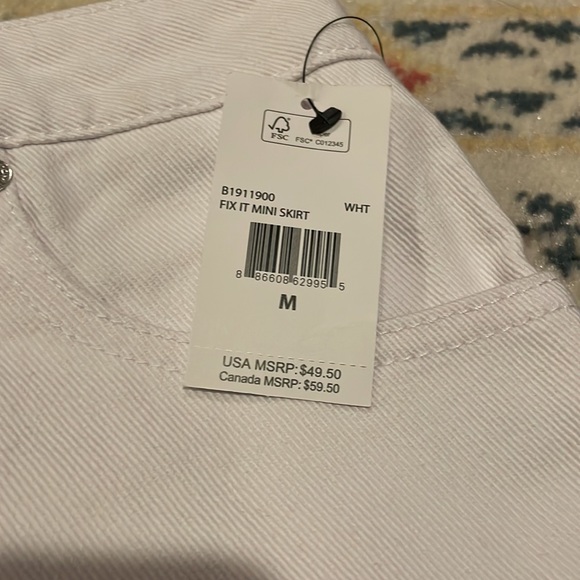 FSC
FSC® C012345
B1911900
FIX IT MINI SKIRT WHT
8 86608 62995 5
M
USA MSRP: $49.50
Canada MSRP: $59.50